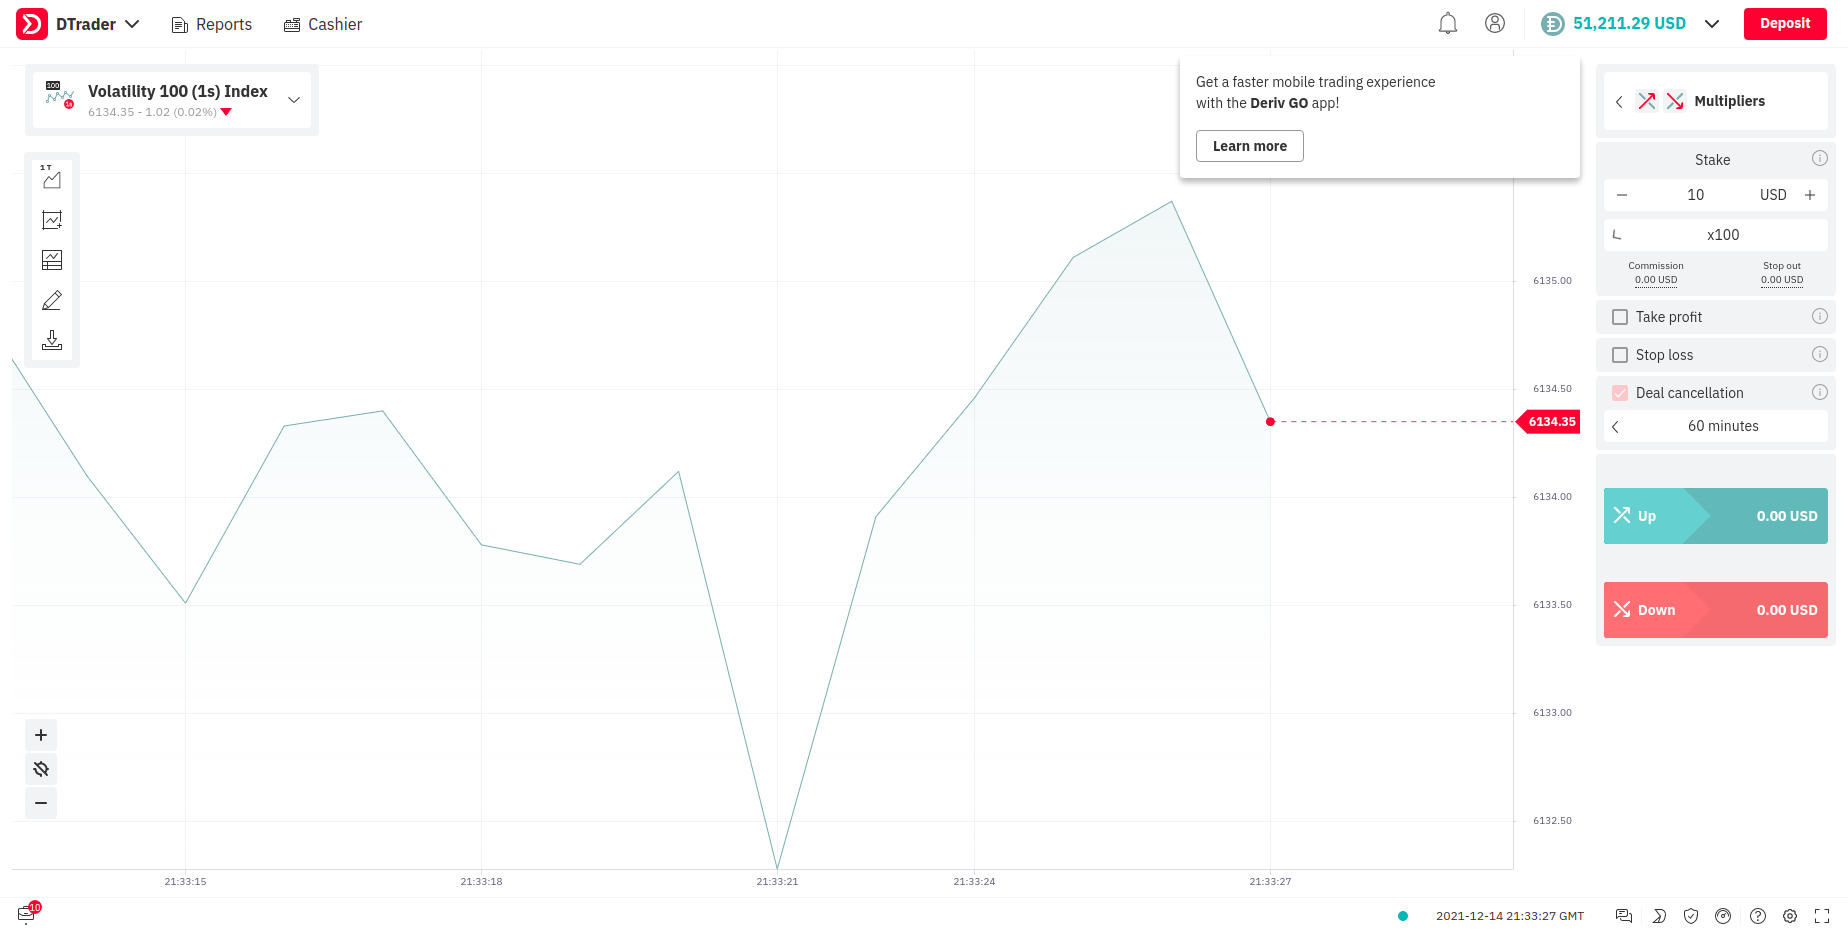 DTrader
Reports
Cashier
51,211.29 USD
Deposit
100
1s
Volatility 100 (1s) Index
6134.35 - 1.02 (0.02%)
Get a faster mobile trading experience
with the Deriv GO app!
Learn more
1 T
6135.00
6134.50
6134.35
6134.00
6133.50
6133.00
6132.50
21:33:15
21:33:18
21:33:21
21:33:24
21:33:27
Multipliers
Stake
10
USD
x100
Commission
0.00 USD
Stop out
0.00 USD
Take profit
Stop loss
Deal cancellation
60 minutes
Up
0.00 USD
Down
0.00 USD
10
2021-12-14 21:33:27 GMT